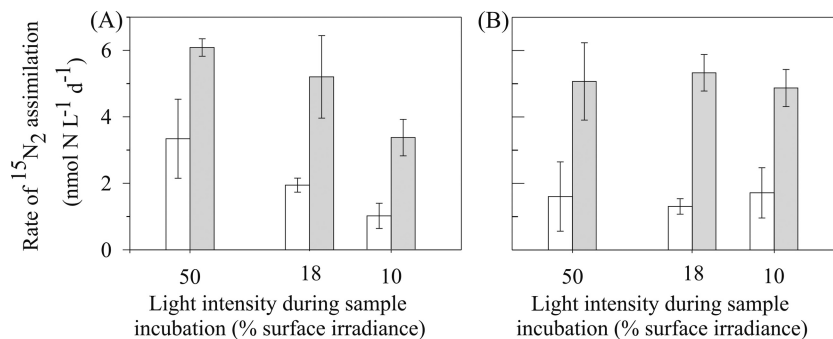 (A)
(B)
Rate of ¹⁵N₂ assimilation
(nmol N L⁻¹ d⁻¹)
6
4
2
0
50
18
10
50
18
10
Light intensity during sample
incubation (% surface irradiance)
Light intensity during sample
incubation (% surface irradiance)